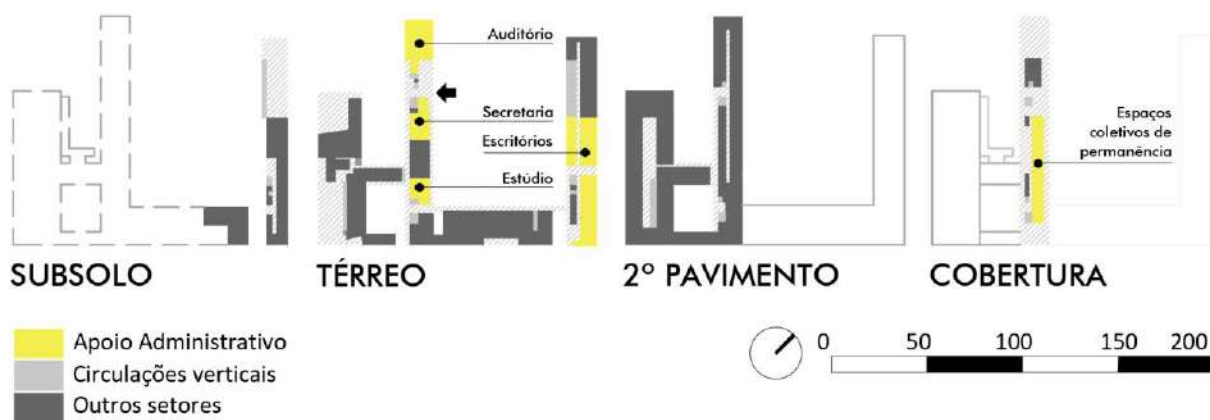 Auditório
Secretaria
Escritórios
Estúdio
Espaços
coletivos de
permanência
SUBSOLO
TÉRREO
2º PAVIMENTO
COBERTURA
Apoio Administrativo
Circulações verticais
Outros setores
0 50 100 150 200